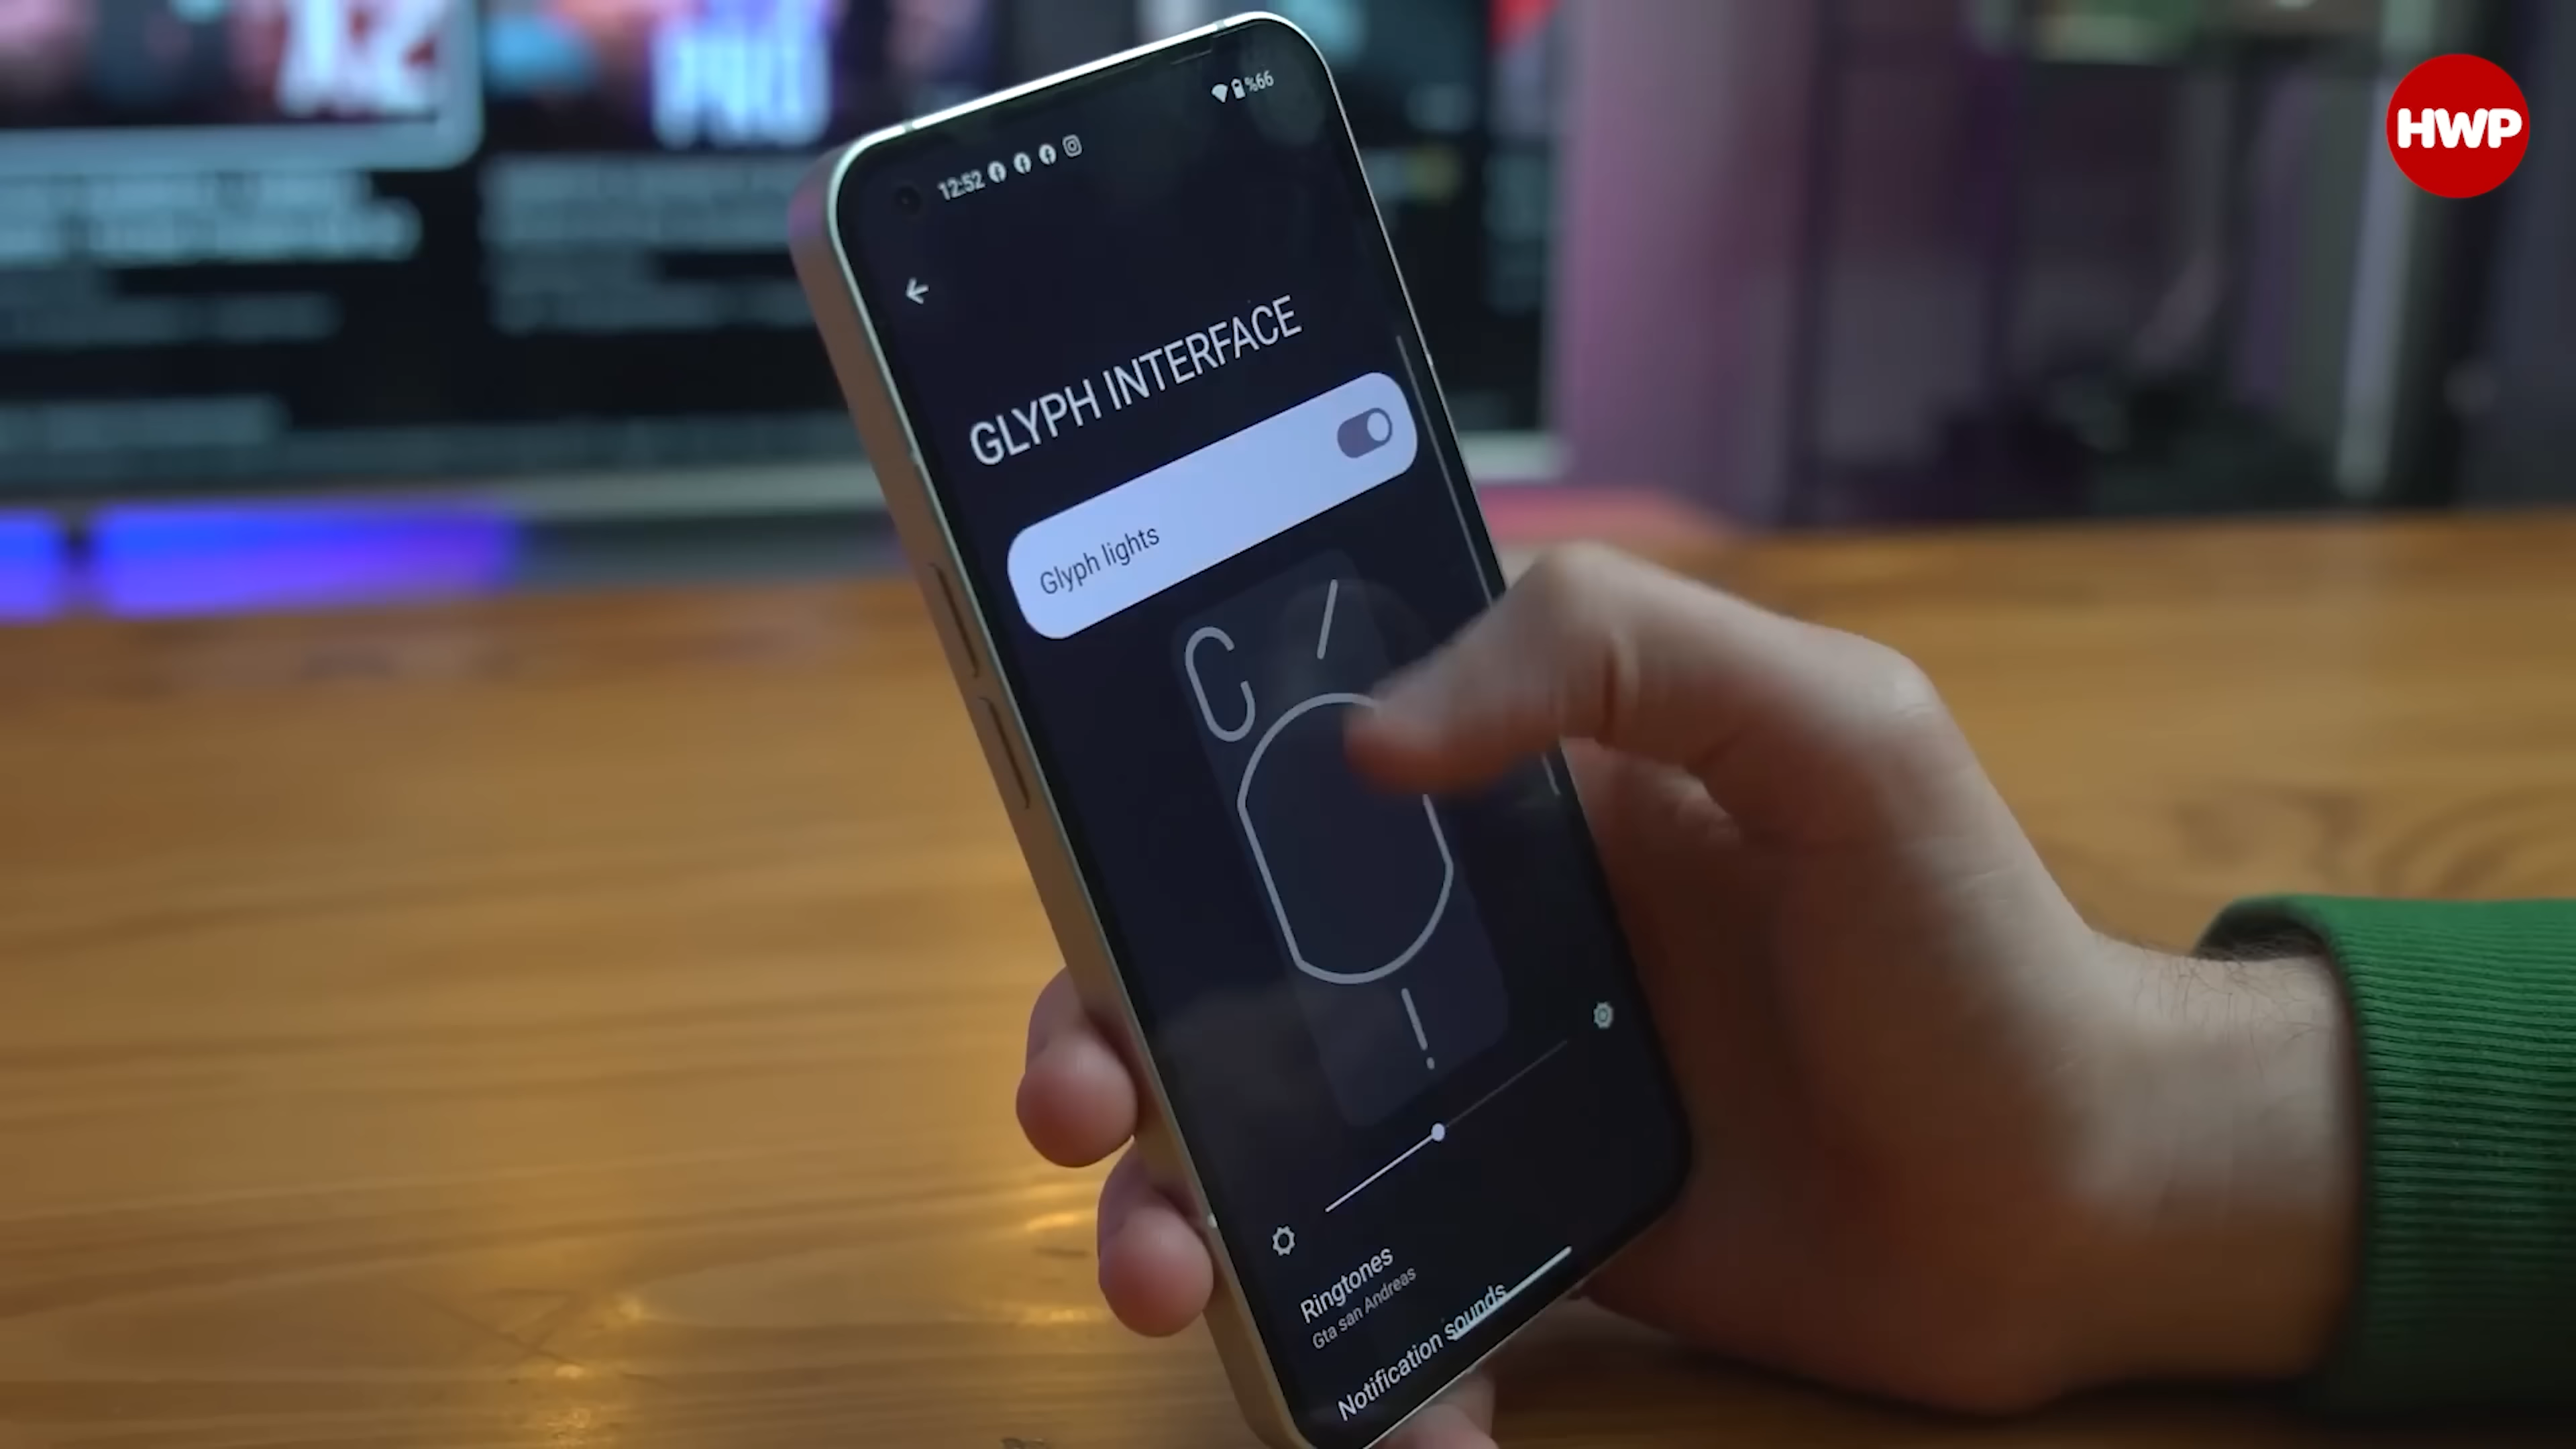 HWP
%66
12:52
GLYPH INTERFACE
Glyph lights
Ringtones
Gta san Andreas
Notification sounds